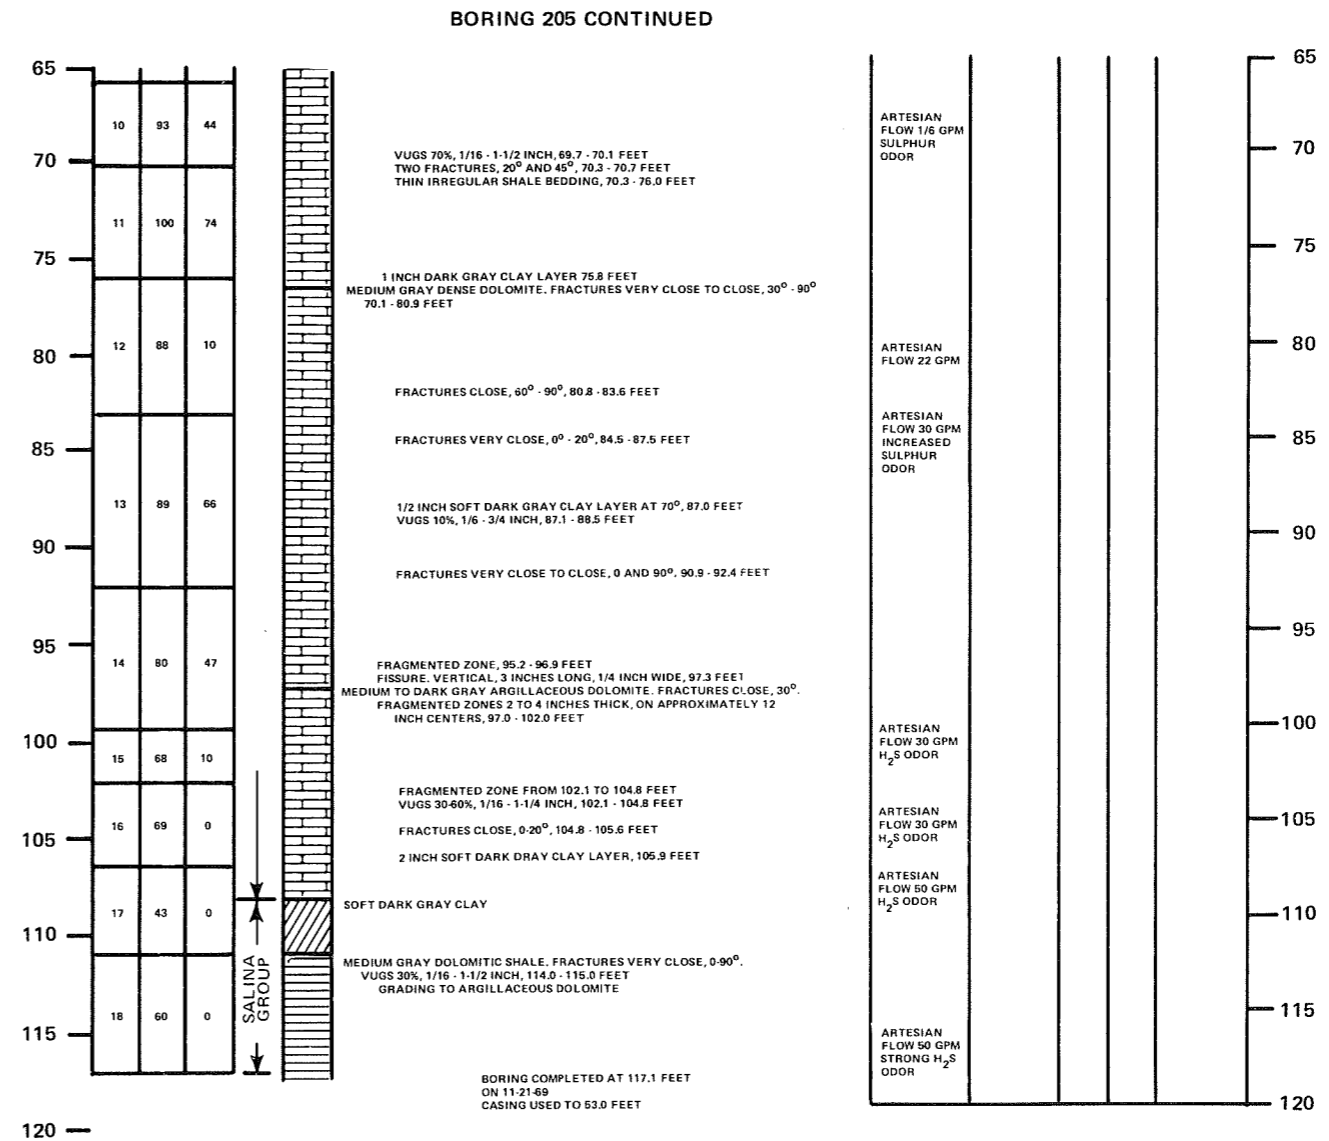 BORING 205 CONTINUED
65
10 93 44
70
11 100 74
75
12 88 10
80
85
13 89 66
90
95
14 80 47
100
15 68 10
16 69 0
105
17 43 0
110
18 60 0
115
120
SALINA
GROUP
VUGS 70%, 1/16 - 1-1/2 INCH, 69.7 - 70.1 FEET
TWO FRACTURES, 20° AND 45°, 70.3 - 70.7 FEET
THIN IRREGULAR SHALE BEDDING, 70.3 - 76.0 FEET
1 INCH DARK GRAY CLAY LAYER 75.8 FEET
MEDIUM GRAY DENSE DOLOMITE. FRACTURES VERY CLOSE TO CLOSE, 30° - 90°
70.1 - 80.9 FEET
FRACTURES CLOSE, 60° - 90°, 80.8 - 83.6 FEET
FRACTURES VERY CLOSE, 0° - 20°, 84.5 - 87.5 FEET
1/2 INCH SOFT DARK GRAY CLAY LAYER AT 70°, 87.0 FEET
VUGS 10%, 1/6 - 3/4 INCH, 87.1 - 88.5 FEET
FRACTURES VERY CLOSE TO CLOSE, 0 AND 90°. 90.9 - 92.4 FEET
FRAGMENTED ZONE, 95.2 - 96.9 FEET
FISSURE. VERTICAL, 3 INCHES LONG, 1/4 INCH WIDE, 97.3 FEET
MEDIUM TO DARK GRAY ARGILLACEOUS DOLOMITE. FRACTURES CLOSE, 30°.
FRAGMENTED ZONES 2 TO 4 INCHES THICK, ON APPROXIMATELY 12
INCH CENTERS, 97.0 - 102.0 FEET
FRAGMENTED ZONE FROM 102.1 TO 104.8 FEET
VUGS 30-60%, 1/16 - 1-1/4 INCH, 102.1 - 104.8 FEET
FRACTURES CLOSE, 0-20°, 104.8 - 105.6 FEET
2 INCH SOFT DARK DRAY CLAY LAYER, 105.9 FEET
SOFT DARK GRAY CLAY
MEDIUM GRAY DOLOMITIC SHALE. FRACTURES VERY CLOSE, 0-90°.
VUGS 30%, 1/16 - 1-1/2 INCH, 114.0 - 115.0 FEET
GRADING TO ARGILLACEOUS DOLOMITE
BORING COMPLETED AT 117.1 FEET
ON 11-21-69
CASING USED TO 53.0 FEET
ARTESIAN
FLOW 1/6 GPM
SULPHUR
ODOR
ARTESIAN
FLOW 22 GPM
ARTESIAN
FLOW 30 GPM
INCREASED
SULPHUR
ODOR
ARTESIAN
FLOW 30 GPM
H2S ODOR
ARTESIAN
FLOW 30 GPM
H2S ODOR
ARTESIAN
FLOW 50 GPM
H2S ODOR
ARTESIAN
FLOW 50 GPM
STRONG H2S
ODOR
65
70
75
80
85
90
95
100
105
110
115
120